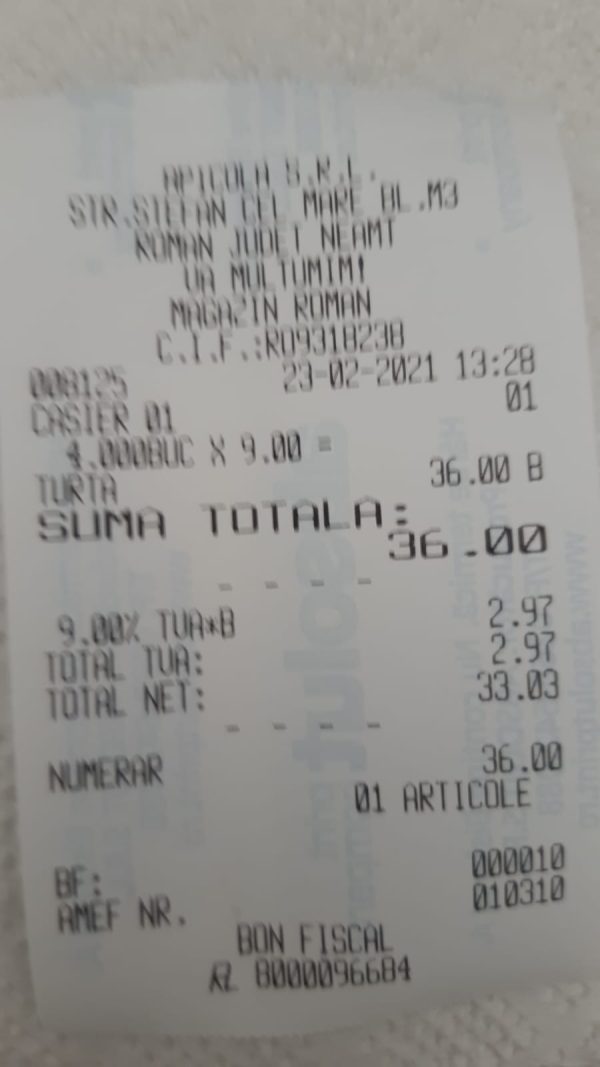 APICOLA S.R.L.
STR.STEFAN CEL MARE BL.M3
ROMAN JUDET NEAMT
VA MULTUMIM!
MAGAZIN ROMAN
C.I.F.:RO9318238
008125 23-02-2021 13:28
CASIER 01 01
4.000BUC X 9.00 =
TURTA 36.00 B
SUMA TOTALA:
36.00
- - - -
9.00% TVA*B 2.97
TOTAL TVA: 2.97
TOTAL NET: 33.03
- - - -
NUMERAR 36.00
01 ARTICOLE
BF: 000010
AMEF NR. 010310
BON FISCAL
8000096684